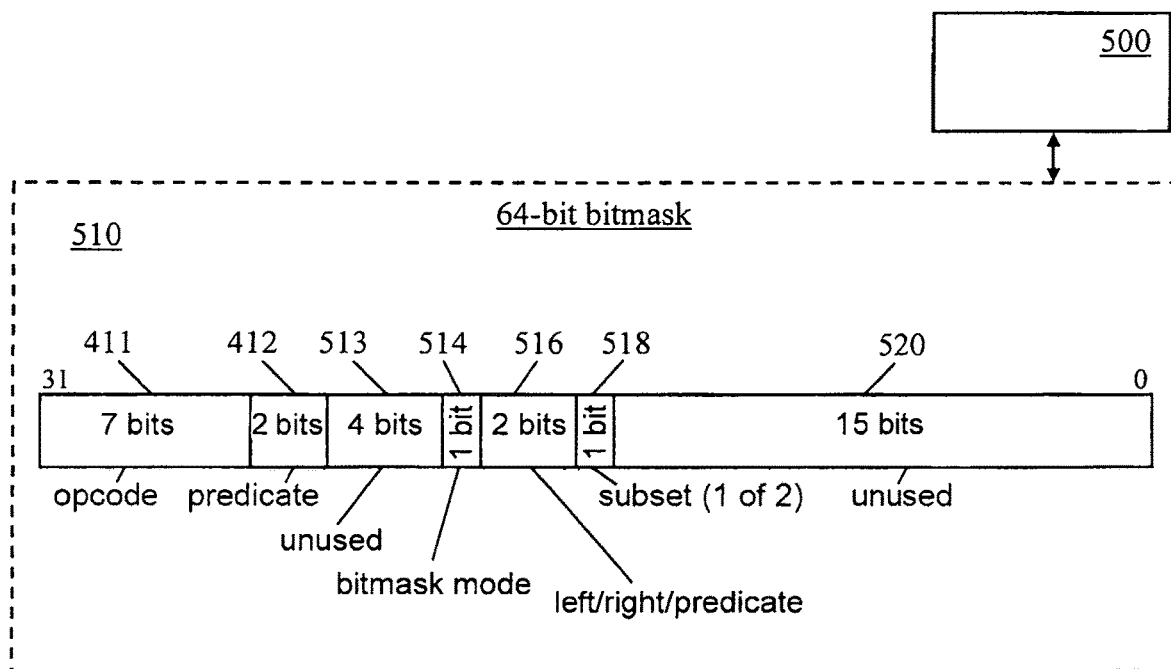 500
64-bit bitmask
510
411 412 513 514 516 518 520
31 0
7 bits 2 bits 4 bits 1 bit 2 bits 1 bit 15 bits
opcode predicate subset (1 of 2) unused
unused
bitmask mode
left/right/predicate